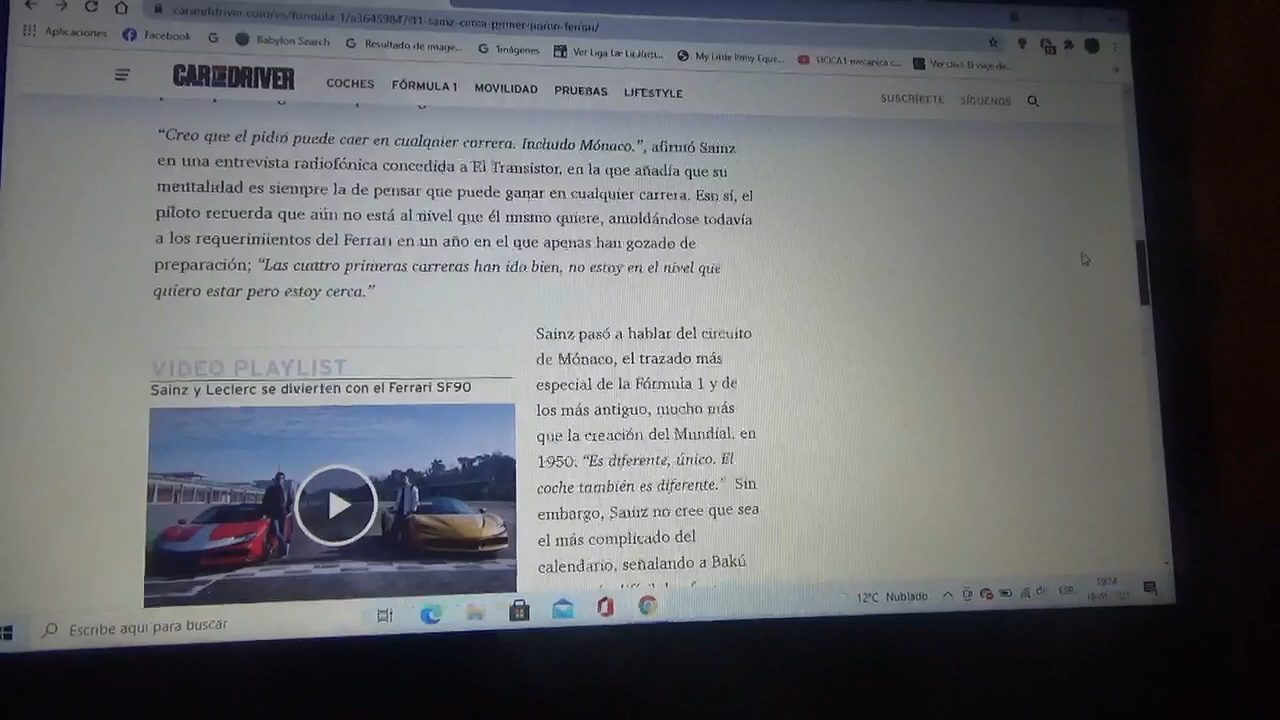 Aplicaciones Facebook Babylon Search Resultado de image... Imágenes
CAR DRIVER COCHES FÓRMULA 1 MOVILIDAD PRUEBAS LIFESTYLE SUSCRÍBETE SÍGUENOS
“Creo que el pidió puede caer en cualquier carrera. Incluido Mónaco.”, afirmó Sainz
en una entrevista radiofónica concedida a El Transistor, en la que añadía que su
mentalidad es siempre la de pensar que puede ganar en cualquier carrera. Eso sí, el
piloto recuerda que aún no está al nivel que él mismo quiere, amoldándose todavía
a los requerimientos del Ferrari en un año en el que apenas han gozado de
preparación; “Las cuatro primeras carreras han ido bien, no estoy en el nivel que
quiero estar pero estoy cerca.”
Sainz pasó a hablar del circuito
de Mónaco, el trazado más
especial de la Fórmula 1 y de
los más antiguo, mucho más
que la creación del Mundial, en
1950. “Es diferente, único. El
coche también es diferente.” Sin
embargo, Sainz no cree que sea
el más complicado del
calendario, señalando a Bakú
VIDEO PLAYLIST
Sainz y Leclerc se divierten con el Ferrari SF90
Escribe aquí para buscar
12°C Nublado ESP